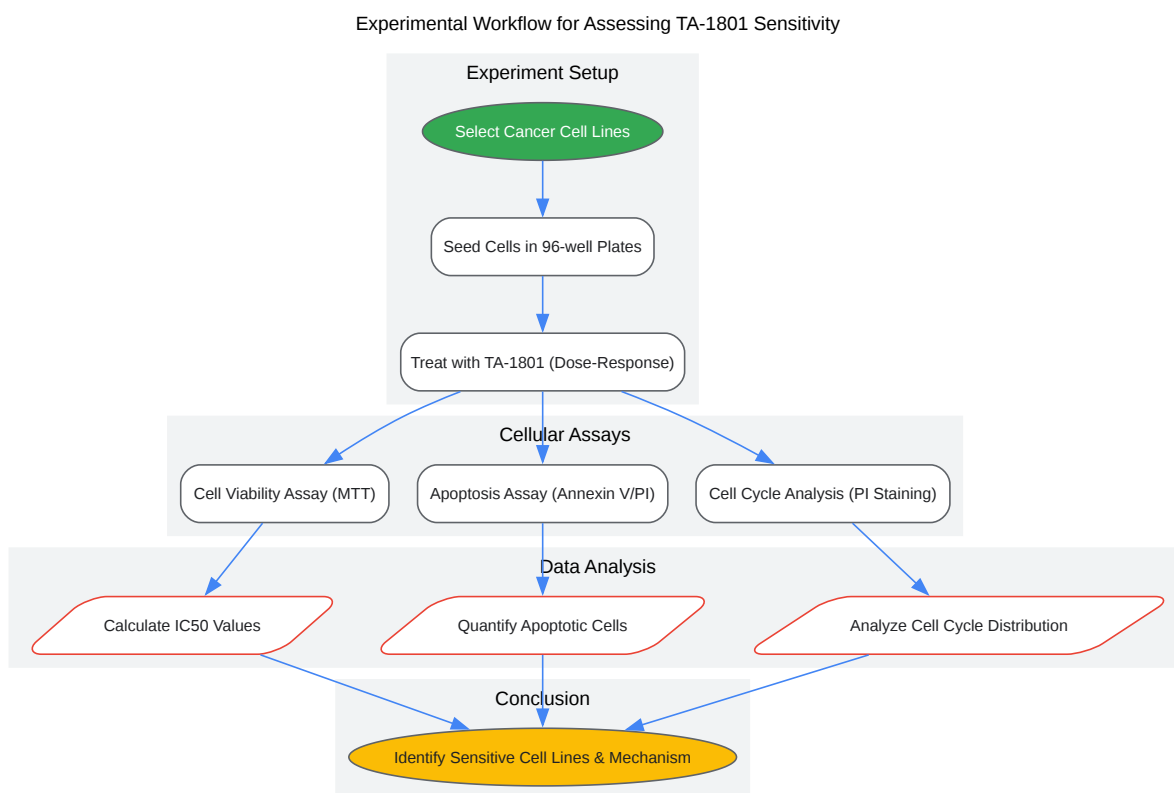 Experimental Workflow for Assessing TA-1801 Sensitivity
Experiment Setup
Select Cancer Cell Lines
Seed Cells in 96-well Plates
Treat with TA-1801 (Dose-Response)
Cellular Assays
Cell Viability Assay (MTT)
Apoptosis Assay (Annexin V/PI)
Cell Cycle Analysis (PI Staining)
Data Analysis
Calculate IC50 Values
Quantify Apoptotic Cells
Analyze Cell Cycle Distribution
Conclusion
Identify Sensitive Cell Lines & Mechanism